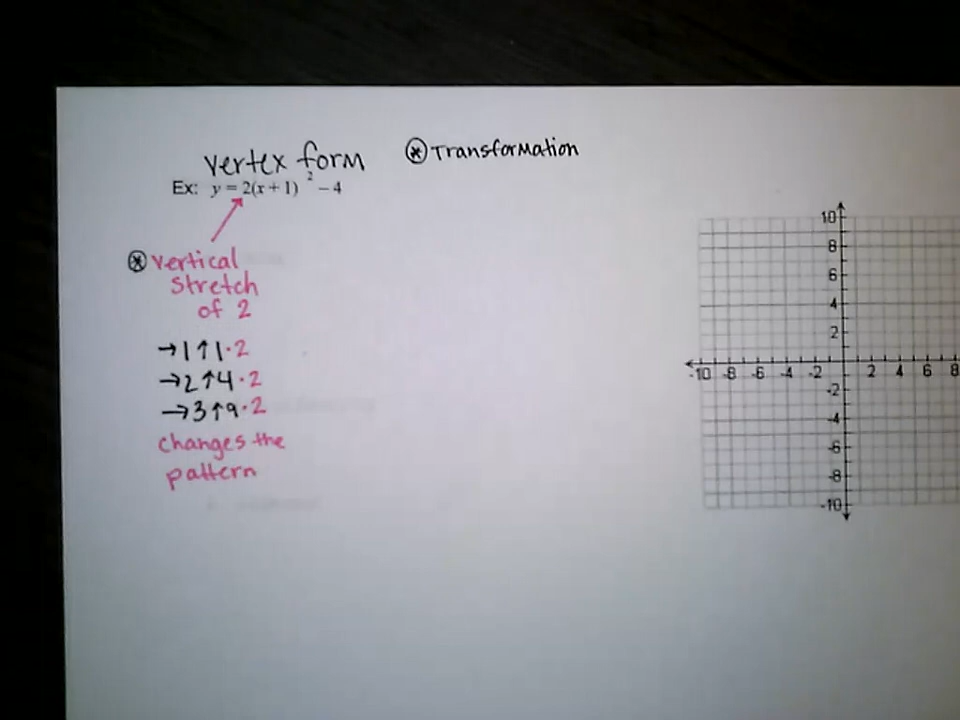 vertex form
⊛ Transformation
Ex: y = 2(x + 1)² – 4
⊛ vertical
stretch
of 2
→1↑1·2
→2↑4·2
→3↑9·2
changes the
pattern
10
8
6
4
2
-10 -8 -6 -4 -2 2 4 6 8
-2
-4
-6
-8
-10